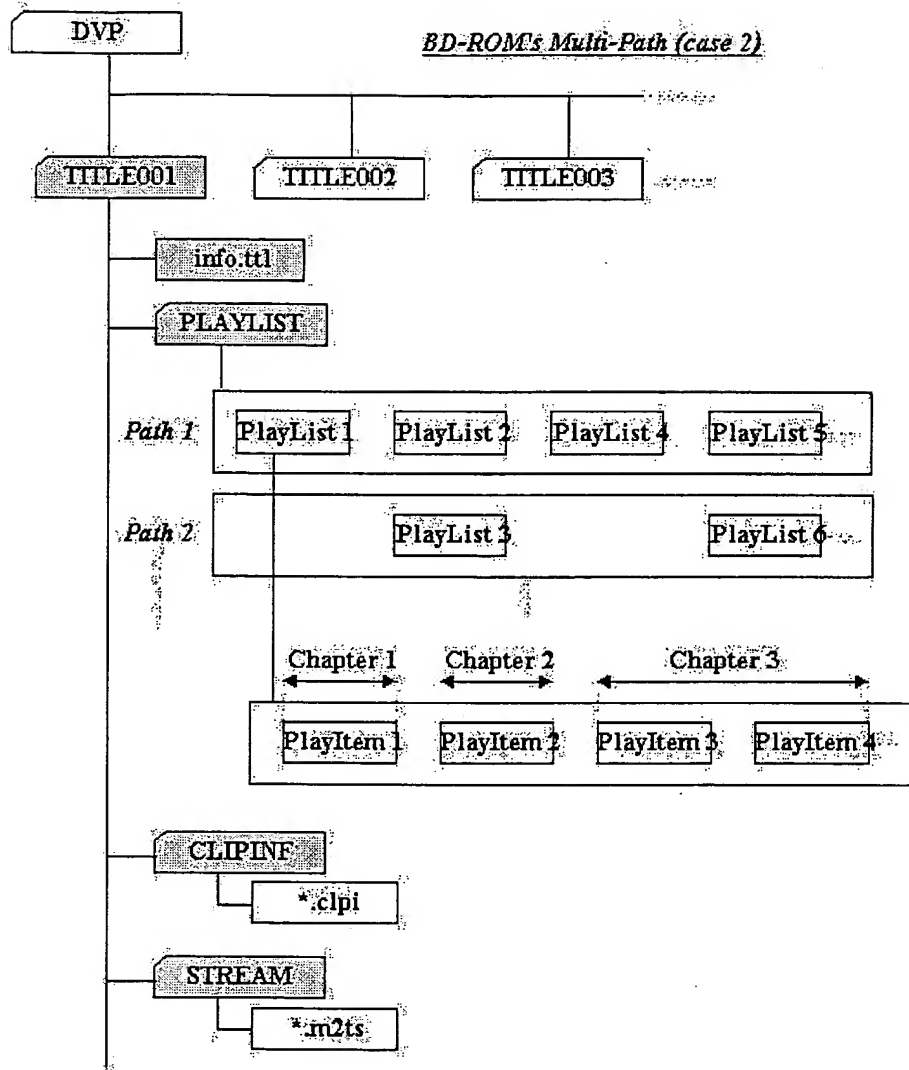 DVP
BD-ROM's Multi-Path (case 2)
TITLE001
TITLE002
TITLE003
info.ttl
PLAYLIST
Path 1
PlayList 1
PlayList 2
PlayList 4
PlayList 5
Path 2
PlayList 3
PlayList 6
Chapter 1
Chapter 2
Chapter 3
PlayItem 1
PlayItem 2
PlayItem 3
PlayItem 4
CLIPINF
*.clpi
STREAM
*.m2ts